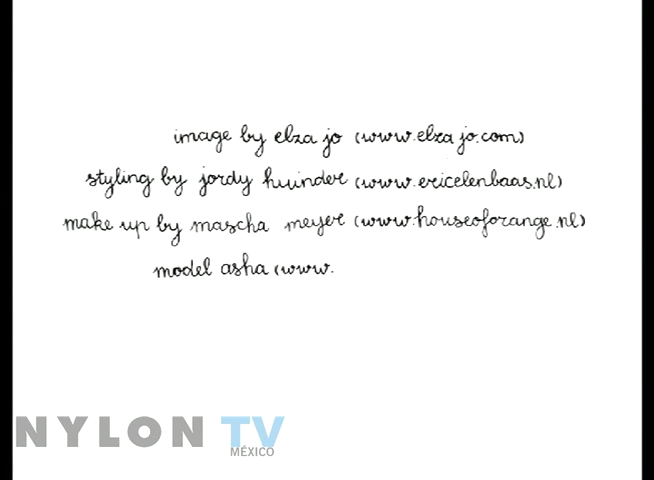 image by elza jo (www.elzajo.com)
styling by jordy huinder (www.ericelenbaas.nl)
make up by mascha meyer (www.houseoforange.nl)
model asha (www.
NYLON TV
MÉXICO